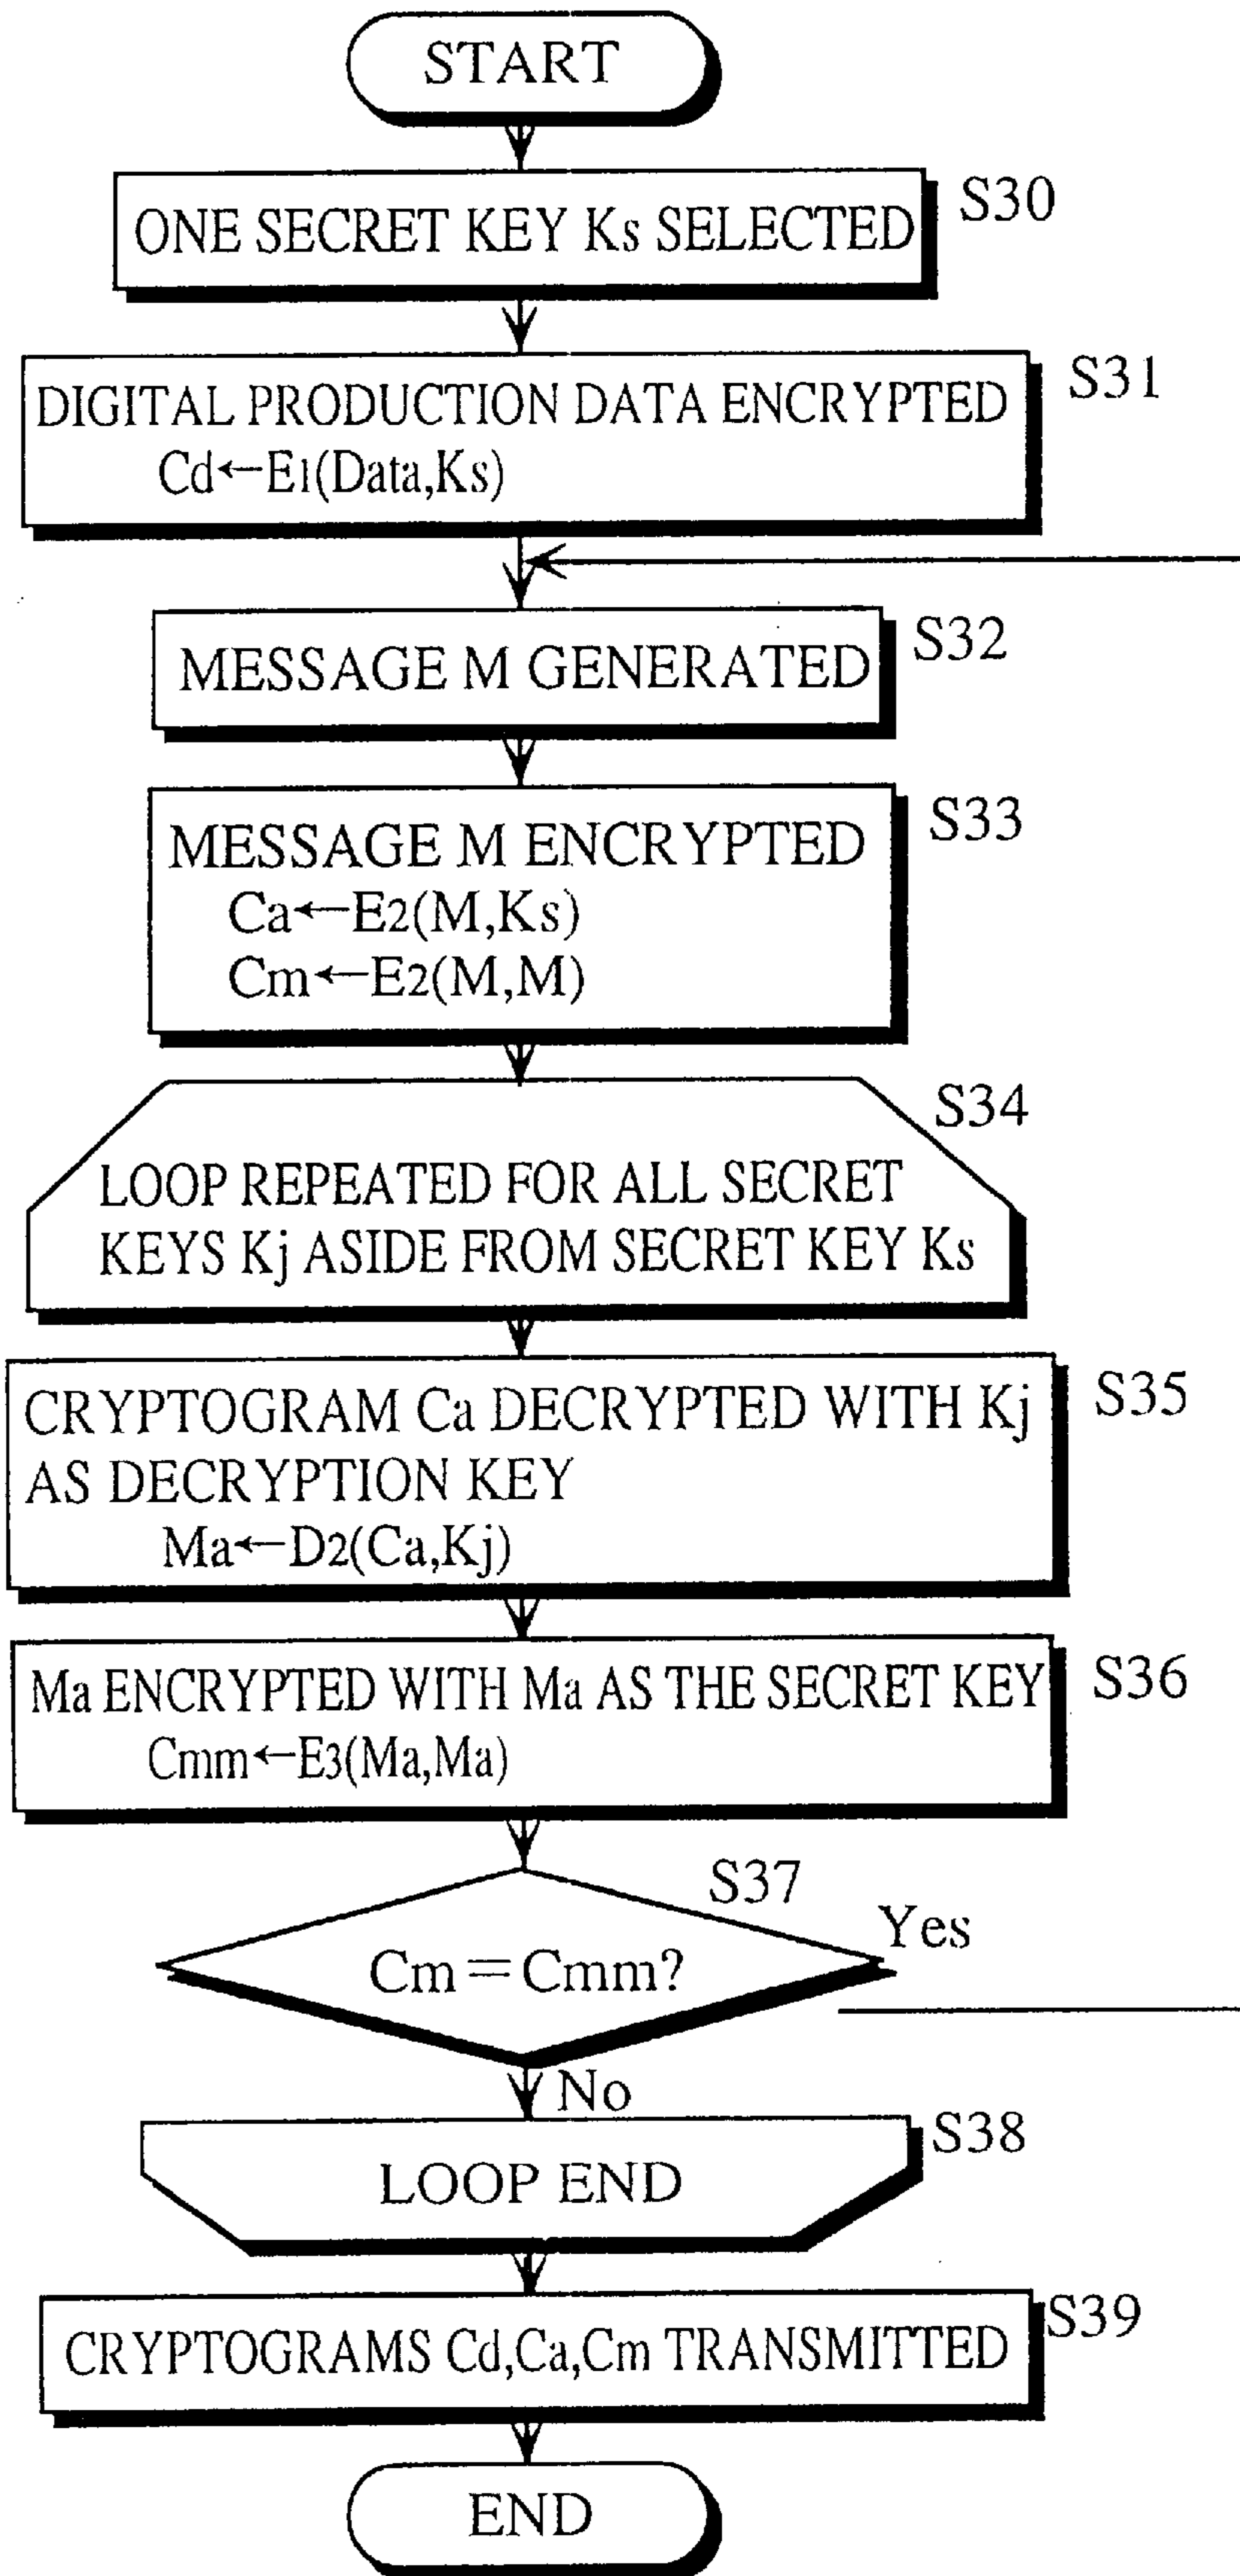 START
ONE SECRET KEY Ks SELECTED
S30
DIGITAL PRODUCTION DATA ENCRYPTED
Cd←E1(Data,Ks)
S31
MESSAGE M GENERATED
S32
MESSAGE M ENCRYPTED
Ca←E2(M,Ks)
Cm←E2(M,M)
S33
S34
LOOP REPEATED FOR ALL SECRET
KEYS Kj ASIDE FROM SECRET KEY Ks
CRYPTOGRAM Ca DECRYPTED WITH Kj
AS DECRYPTION KEY
Ma←D2(Ca,Kj)
S35
Ma ENCRYPTED WITH Ma AS THE SECRET KEY
Cmm←E3(Ma,Ma)
S36
S37
Cm=Cmm?
Yes
No
LOOP END
S38
CRYPTOGRAMS Cd,Ca,Cm TRANSMITTED
S39
END